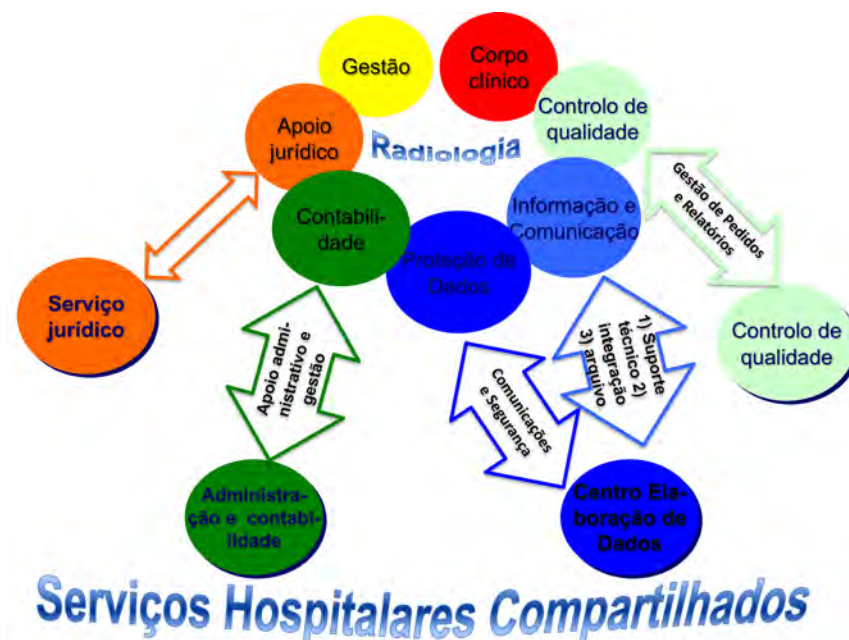 Gestão
Corpo
clínico
Apoio
jurídico
Radiologia
Controlo de
qualidade
Contabili-
dade
Informação e
Comunicação
Proteção de
Dados
Gestão de Pedidos
e Relatórios
Serviço
jurídico
Controlo de
qualidade
Apoio admi-
nistrativo e
gestão
Comunicações
e Segurança
1) Suporte
técnico 2)
integração
3) arquivo
Administra-
ção e contabi-
lidade
Centro Ela-
boração de
Dados
Serviços Hospitalares Compartilhados